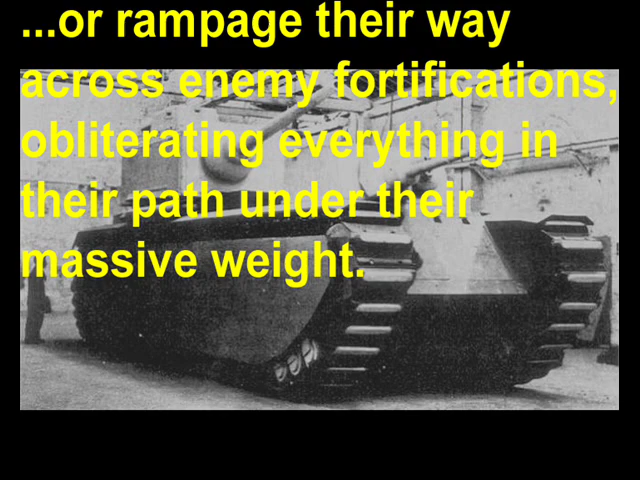 ...or rampage their way
across enemy fortifications,
obliterating everything in
their path under their
massive weight.